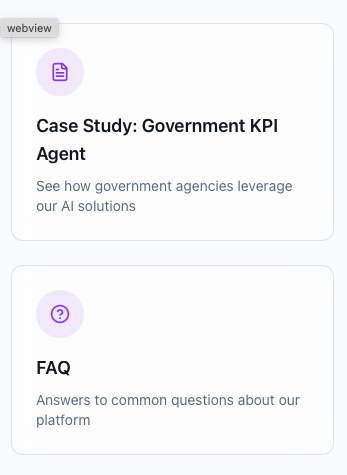 webview
Case Study: Government KPI
Agent
See how government agencies leverage
our AI solutions
FAQ
Answers to common questions about our
platform